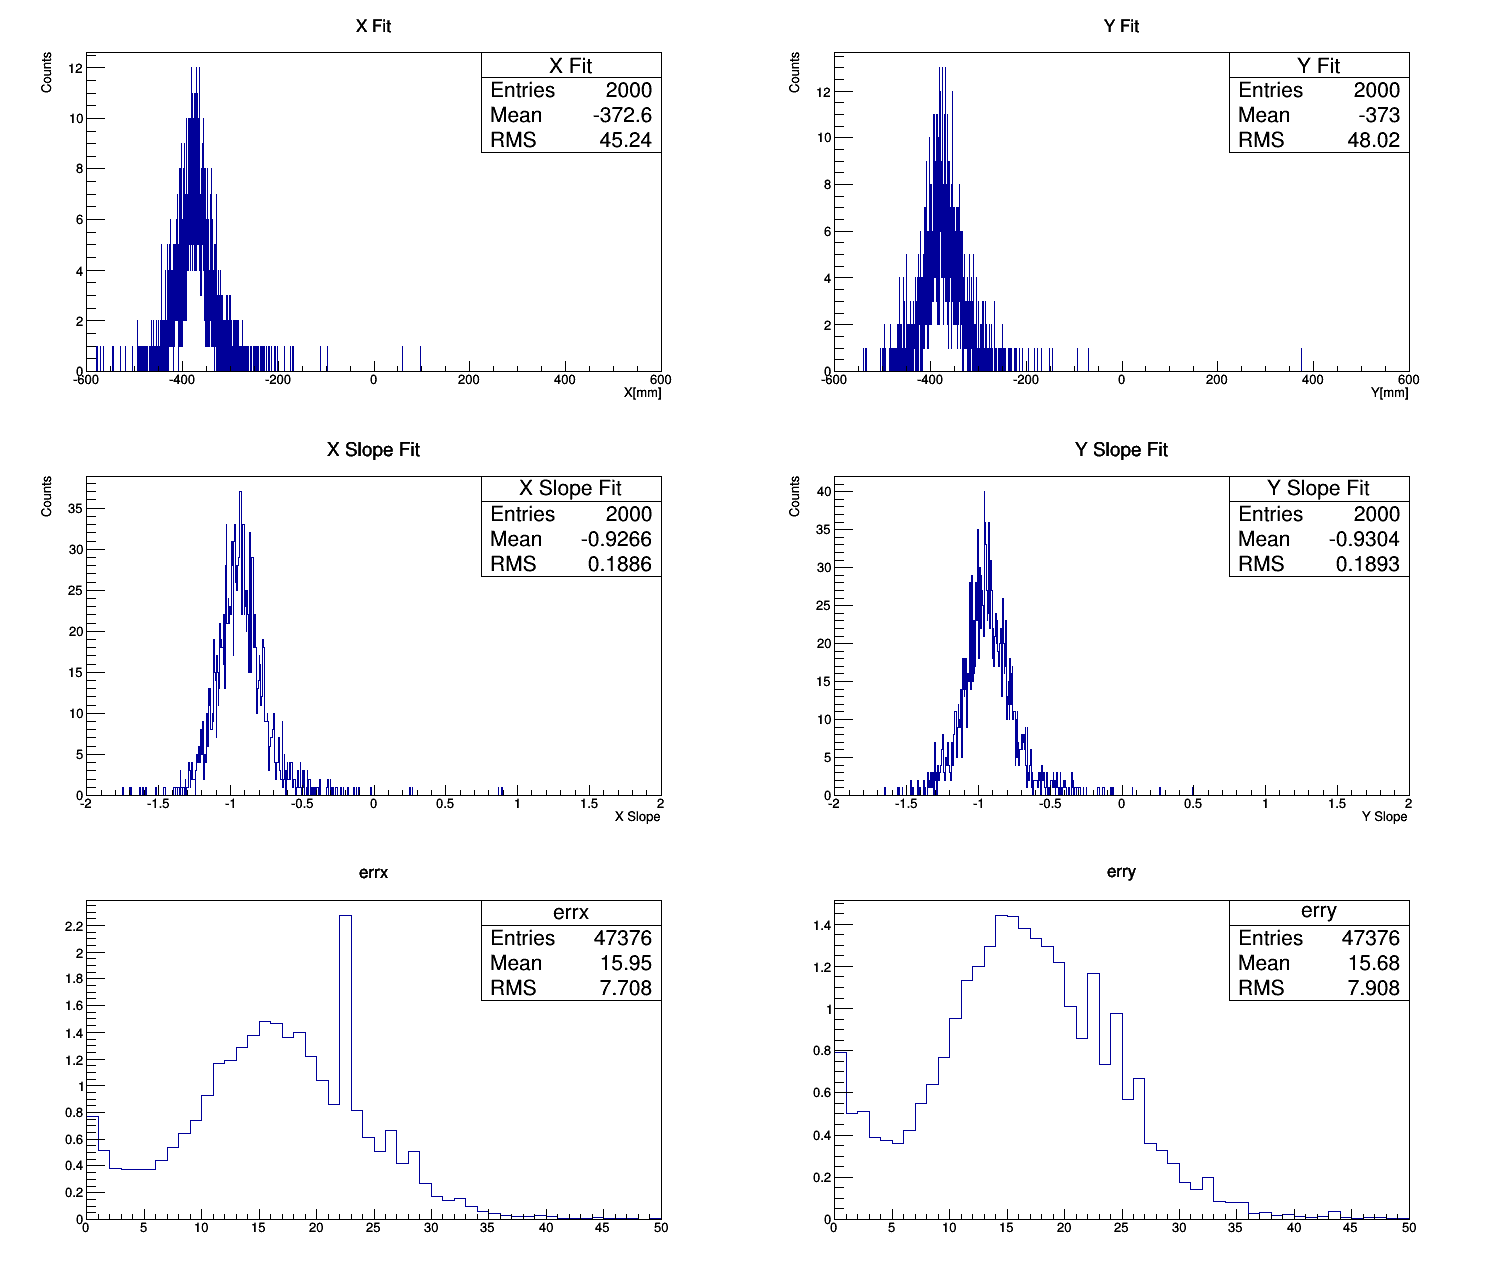 X Fit
Counts
X Fit
Entries 2000
Mean -372.6
RMS 45.24
12
10
8
6
4
2
0
-600 -400 -200 0 200 400 600
X[mm]
Y Fit
Counts
Y Fit
Entries 2000
Mean -373
RMS 48.02
12
10
8
6
4
2
0
-600 -400 -200 0 200 400 600
Y[mm]
X Slope Fit
Counts
X Slope Fit
Entries 2000
Mean -0.9266
RMS 0.1886
35
30
25
20
15
10
5
0
-2 -1.5 -1 -0.5 0 0.5 1 1.5 2
X Slope
Y Slope Fit
Counts
Y Slope Fit
Entries 2000
Mean -0.9304
RMS 0.1893
40
35
30
25
20
15
10
5
0
-2 -1.5 -1 -0.5 0 0.5 1 1.5 2
Y Slope
errx
errx
Entries 47376
Mean 15.95
RMS 7.708
2.2
2
1.8
1.6
1.4
1.2
1
0.8
0.6
0.4
0.2
0
0 5 10 15 20 25 30 35 40 45 50
erry
erry
Entries 47376
Mean 15.68
RMS 7.908
1.4
1.2
1
0.8
0.6
0.4
0.2
0
0 5 10 15 20 25 30 35 40 45 50